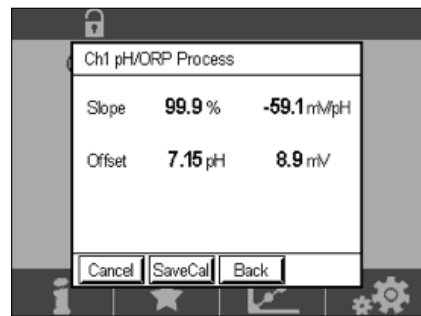 Ch1 pH/ORP Process
Slope 99.9 % -59.1 mV/pH
Offset 7.15 pH 8.9 mV
Cancel SaveCal Back